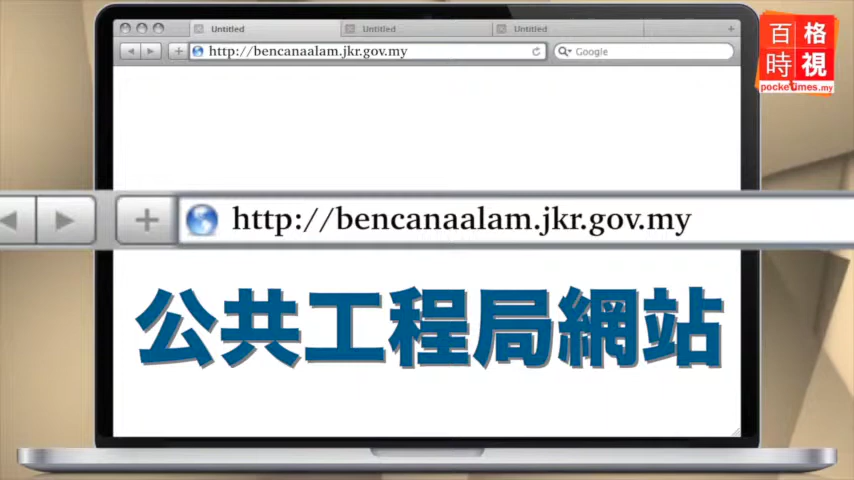 Untitled
Untitled
Untitled
http://bencanaalam.jkr.gov.my
Google
百格
時視
pocketimes.my
http://bencanaalam.jkr.gov.my
公共工程局網站